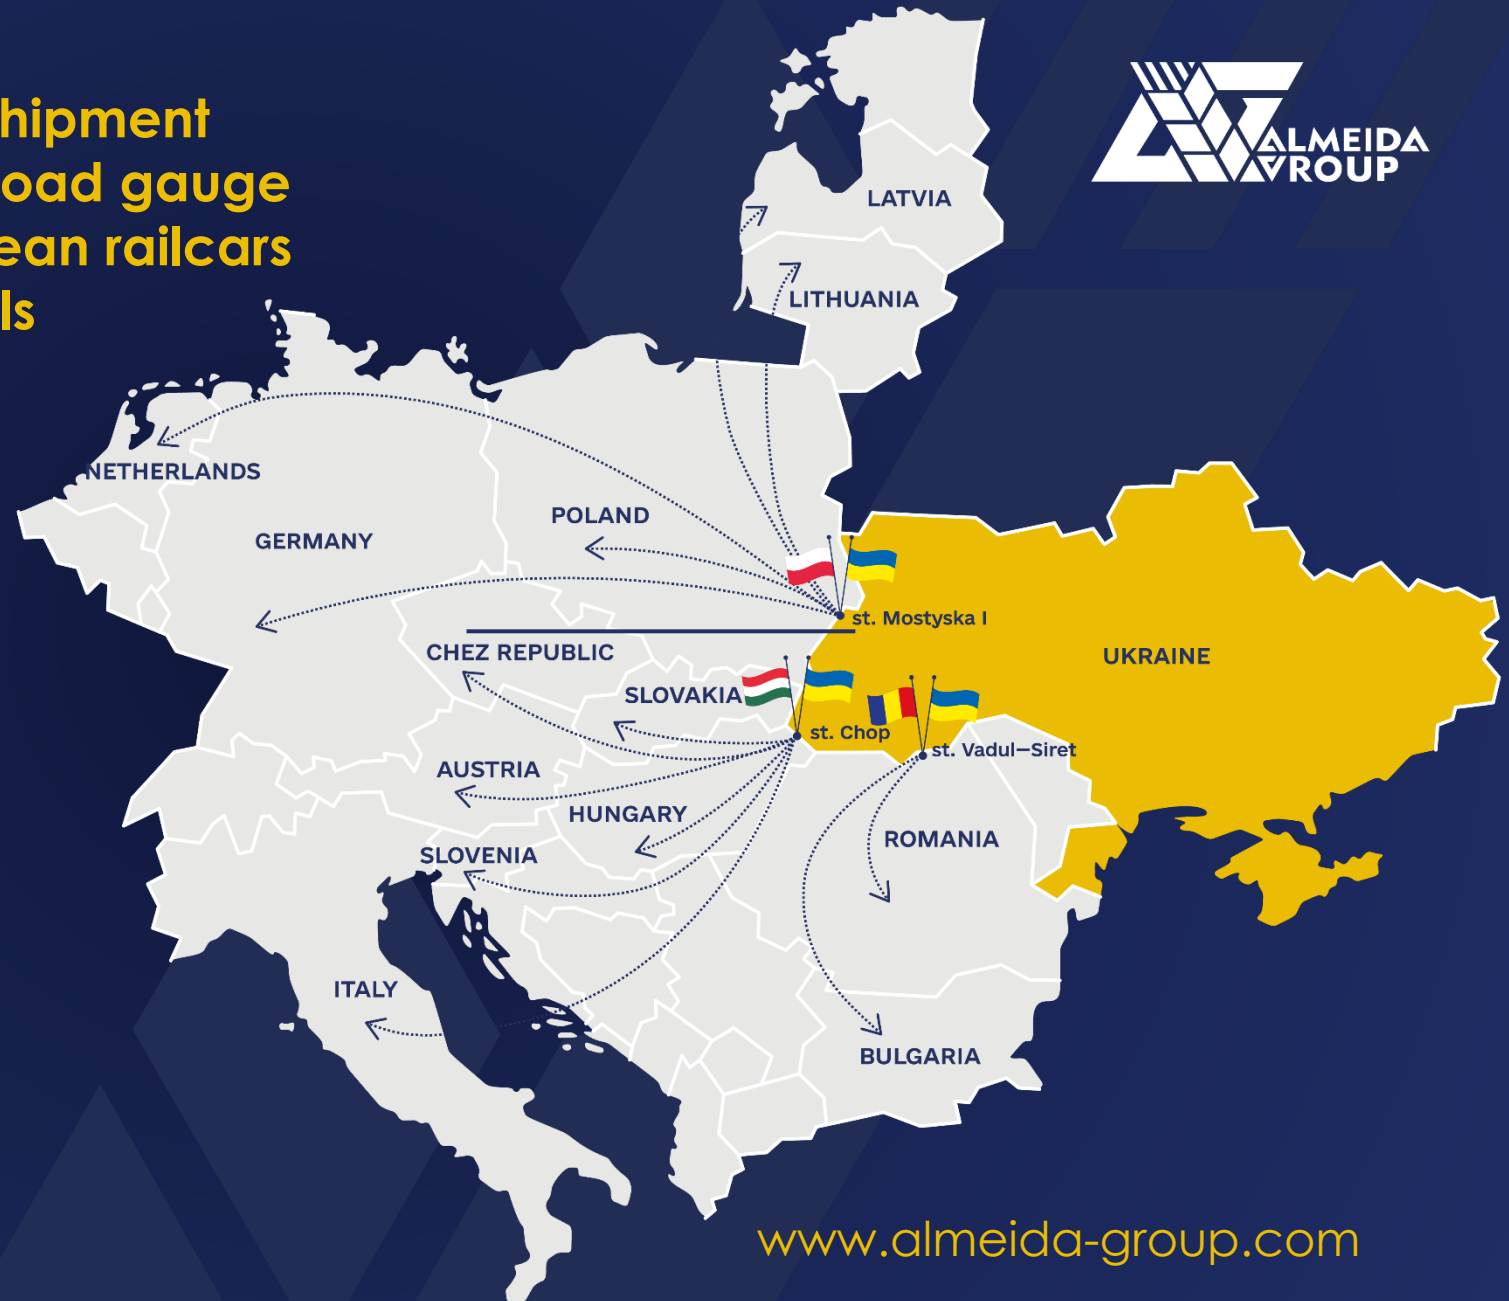 hipment
oad gauge
ean railcars
ls
ALMEIDA
GROUP
LATVIA
LITHUANIA
NETHERLANDS
GERMANY
POLAND
st. Mostyska I
CHEZ REPUBLIC
UKRAINE
SLOVAKIA
st. Chop
st. Vadul—Siret
AUSTRIA
HUNGARY
ROMANIA
SLOVENIA
ITALY
BULGARIA
www.almeida-group.com